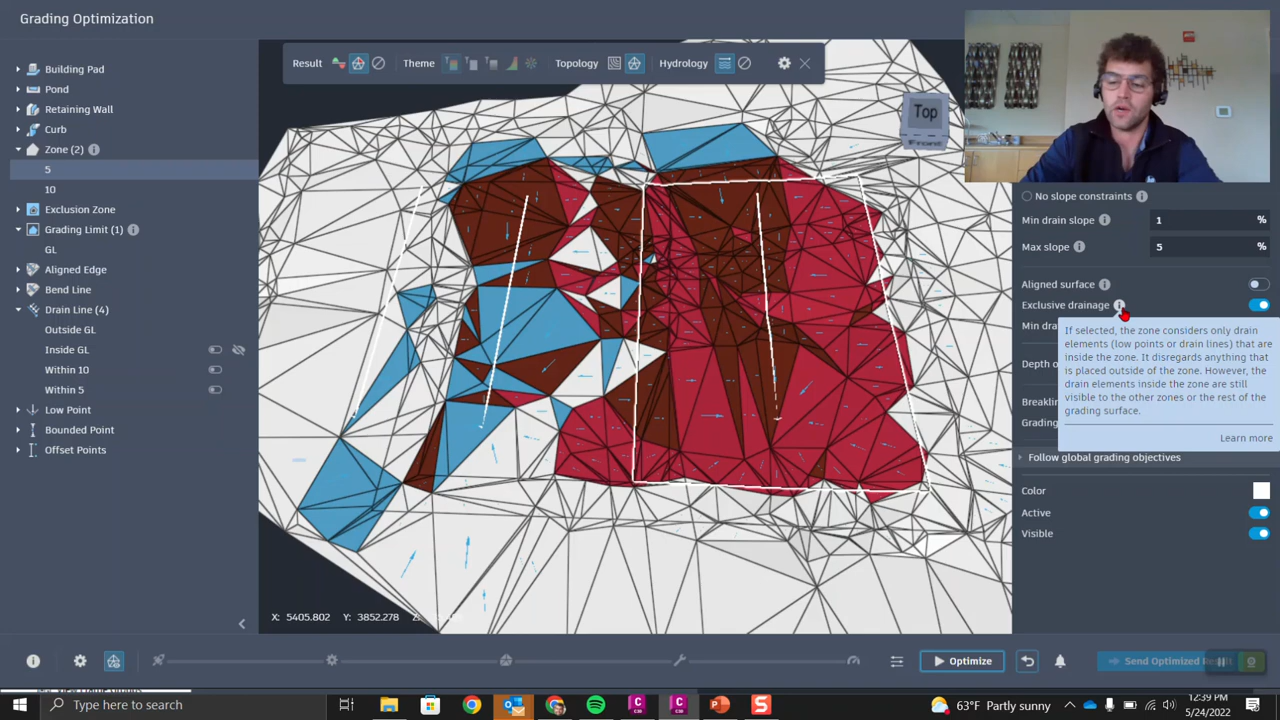 Grading Optimization
Building Pad
Pond
Retaining Wall
Curb
Zone (2)
5
10
Exclusion Zone
Grading Limit (1)
GL
Aligned Edge
Bend Line
Drain Line (4)
Outside GL
Inside GL
Within 10
Within 5
Low Point
Bounded Point
Offset Points
Result
Theme
Topology
Hydrology
Top
X: 5405.802 Y: 3852.278 Z:
No slope constraints
Min drain slope 1 %
Max slope 5 %
Aligned surface
Exclusive drainage
Min dra
Depth o
Breaklin
Grading
If selected, the zone considers only drain
elements (low points or drain lines) that are
inside the zone. It disregards anything that
is placed outside of the zone. However, the
drain elements inside the zone are still
visible to the other zones or the rest of the
grading surface.
Learn more
Follow global grading objectives
Color
Active
Visible
Optimize
Send Optimized Res
Type here to search
63°F Partly sunny
12:39 PM
5/24/2022